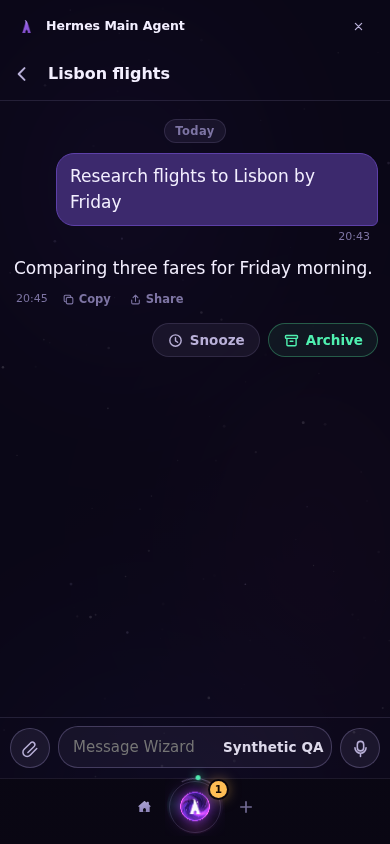 Hermes Main Agent
Lisbon flights
Today
Research flights to Lisbon by
Friday
20:43
Comparing three fares for Friday morning.
20:45 Copy Share
Snooze Archive
Message Wizard Synthetic QA
1